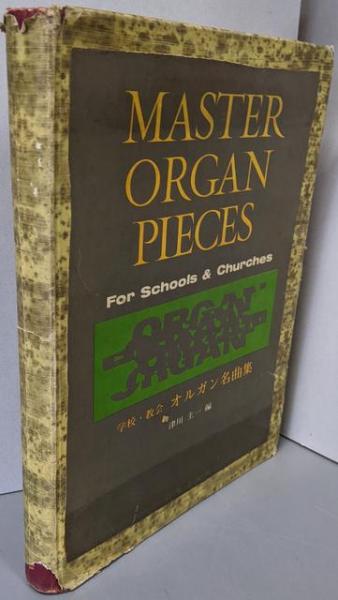 MASTER
ORGAN
PIECES
For Schools & Churches
ORGAN
学校・教会 オルガン名曲集
津川 主一 編